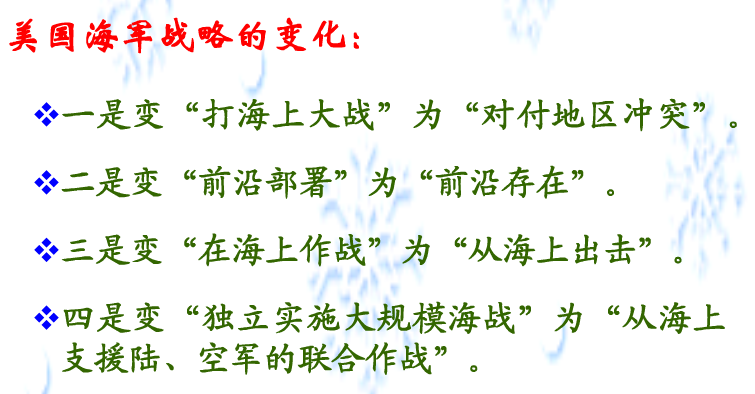 美国海军战略的变化：
❖一是变“打海上大战”为“对付地区冲突”。
❖二是变“前沿部署”为“前沿存在”。
❖三是变“在海上作战”为“从海上出击”。
❖四是变“独立实施大规模海战”为“从海上
支援陆、空军的联合作战”。